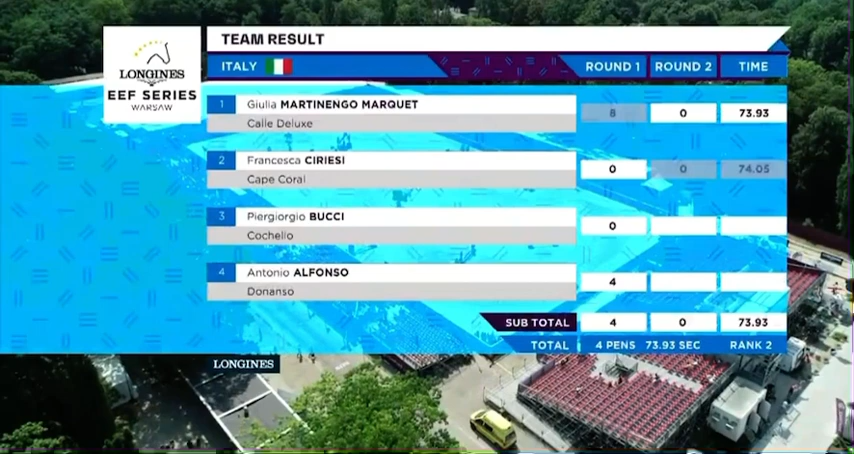 TEAM RESULT
LONGINES
EEF SERIES
WARSAW
ITALY ROUND 1 ROUND 2 TIME
1 Giulia MARTINENGO MARQUET 8 0 73.93
Calle Deluxe
2 Francesca CIRIESI 0 0 74.05
Cape Coral
3 Piergiorgio BUCCI 0
Cochello
4 Antonio ALFONSO 4
Donanso
SUB TOTAL 4 0 73.93
TOTAL 4 PENS 73.93 SEC RANK 2
LONGINES